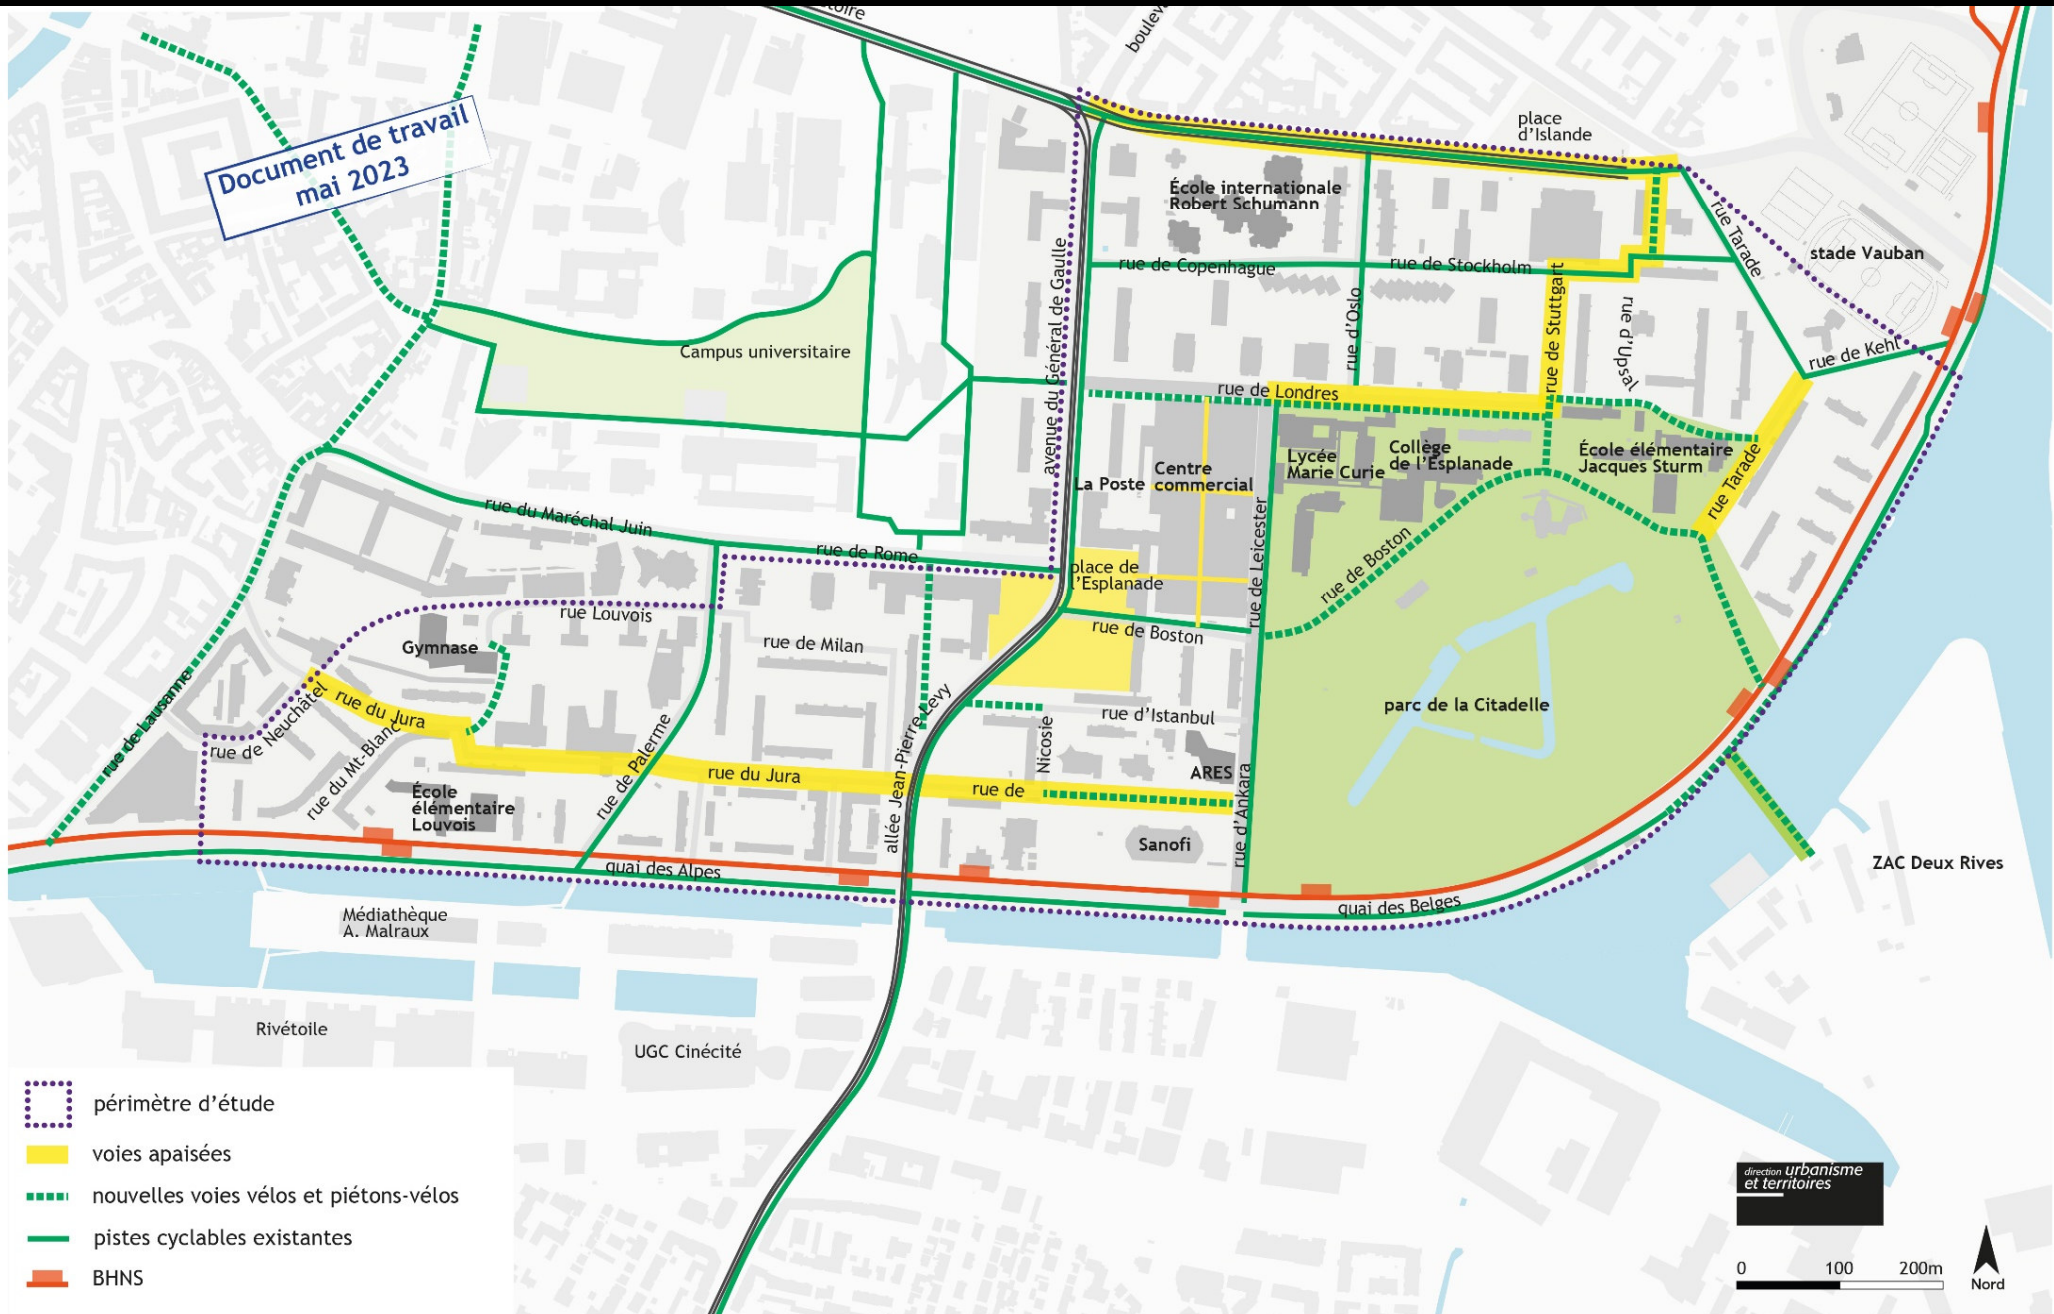 toire
boulev
Document de travail
mai 2023
place
d'Islande
École internationale
Robert Schumann
rue Tarade
stade Vauban
rue de Copenhague
rue de Stockholm
avenue du Général de Gaulle
rue d'Oslo
rue de Stuttgart
rue d'Upsal
rue de Kehl
Campus universitaire
rue de Londres
Lycée
Marie Curie
Collège
de l'Esplanade
École élémentaire
Jacques Sturm
La Poste
Centre
commercial
rue Tarade
rue du Maréchal Juin
rue de Rome
place de
l'Esplanade
rue de Leicester
rue de Boston
rue Louvois
rue de Milan
rue de Boston
Gymnase
rue de Lausanne
rue de Neuchâtel
rue du Jura
rue du Mt-Blanc
rue de Palerme
allée Jean-Pierre Levy
rue d'Istanbul
Nicosie
parc de la Citadelle
ARES
rue du Jura
rue de
École
élémentaire
Louvois
rue d'Ankara
Sanofi
quai des Alpes
quai des Belges
ZAC Deux Rives
Médiathèque
A. Malraux
Rivétoile
UGC Cinécité
périmètre d'étude
voies apaisées
nouvelles voies vélos et piétons-vélos
pistes cyclables existantes
BHNS
direction urbanisme
et territoires
0 100 200m
Nord